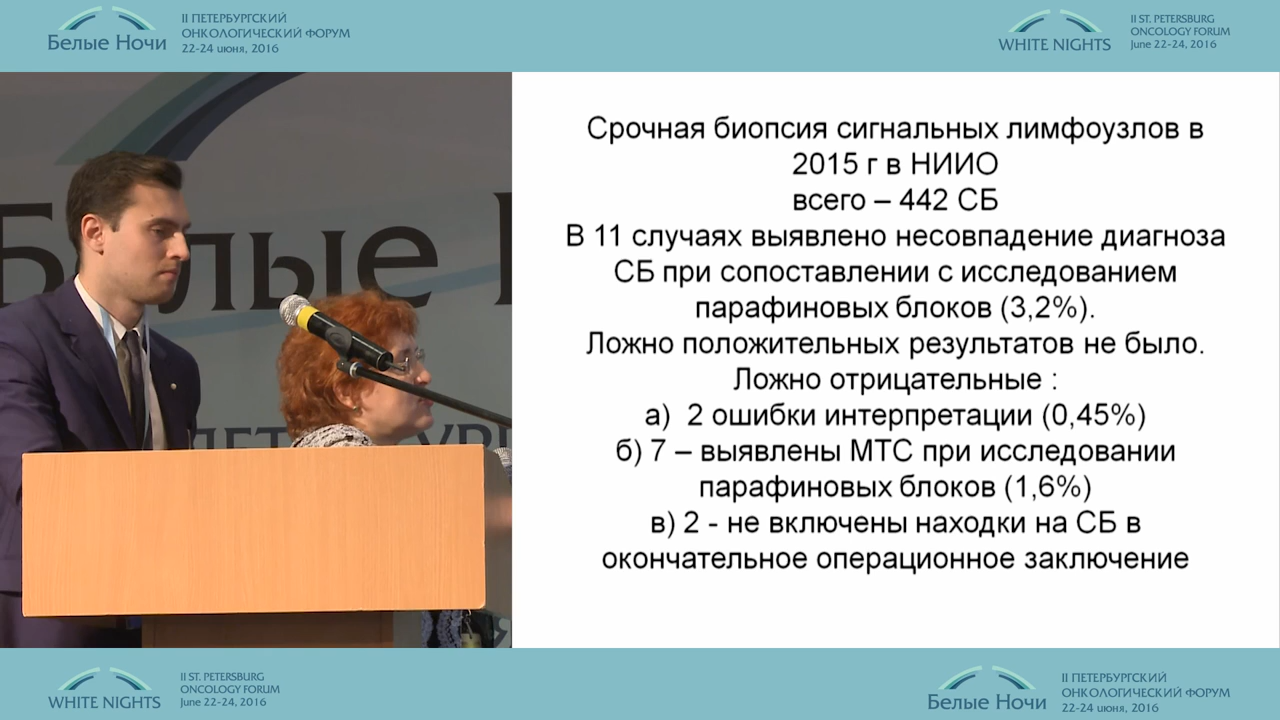 Белые Ночи
II ПЕТЕРБУРГСКИЙ
ОНКОЛОГИЧЕСКИЙ ФОРУМ
22-24 июня, 2016
WHITE NIGHTS
II ST. PETERSBURG
ONCOLOGY FORUM
June 22-24, 2016
Белые
Срочная биопсия сигнальных лимфоузлов в
2015 г в НИИО
всего – 442 СБ
В 11 случаях выявлено несовпадение диагноза
СБ при сопоставлении с исследованием
парафиновых блоков (3,2%).
Ложно положительных результатов не было.
Ложно отрицательные :
а) 2 ошибки интерпретации (0,45%)
б) 7 – выявлены МТС при исследовании
парафиновых блоков (1,6%)
в) 2 - не включены находки на СБ в
окончательное операционное заключение
WHITE NIGHTS
II ST. PETERSBURG
ONCOLOGY FORUM
June 22-24, 2016
Белые Ночи
II ПЕТЕРБУРГСКИЙ
ОНКОЛОГИЧЕСКИЙ ФОРУМ
22-24 июня, 2016